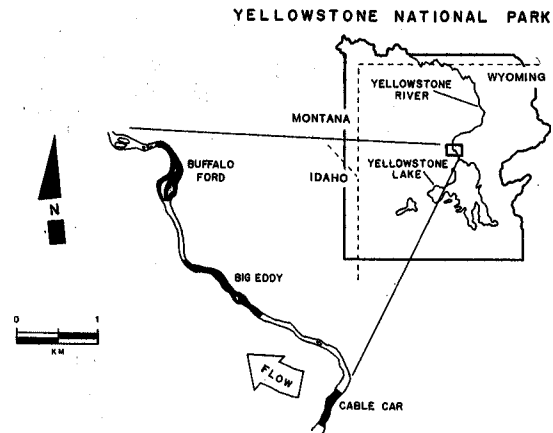 YELLOWSTONE NATIONAL PARK
WYOMING
YELLOWSTONE
RIVER
MONTANA
YELLOWSTONE
LAKE
IDAHO
BUFFALO
FORD
N
BIG EDDY
0 1
KM
FLOW
CABLE CAR